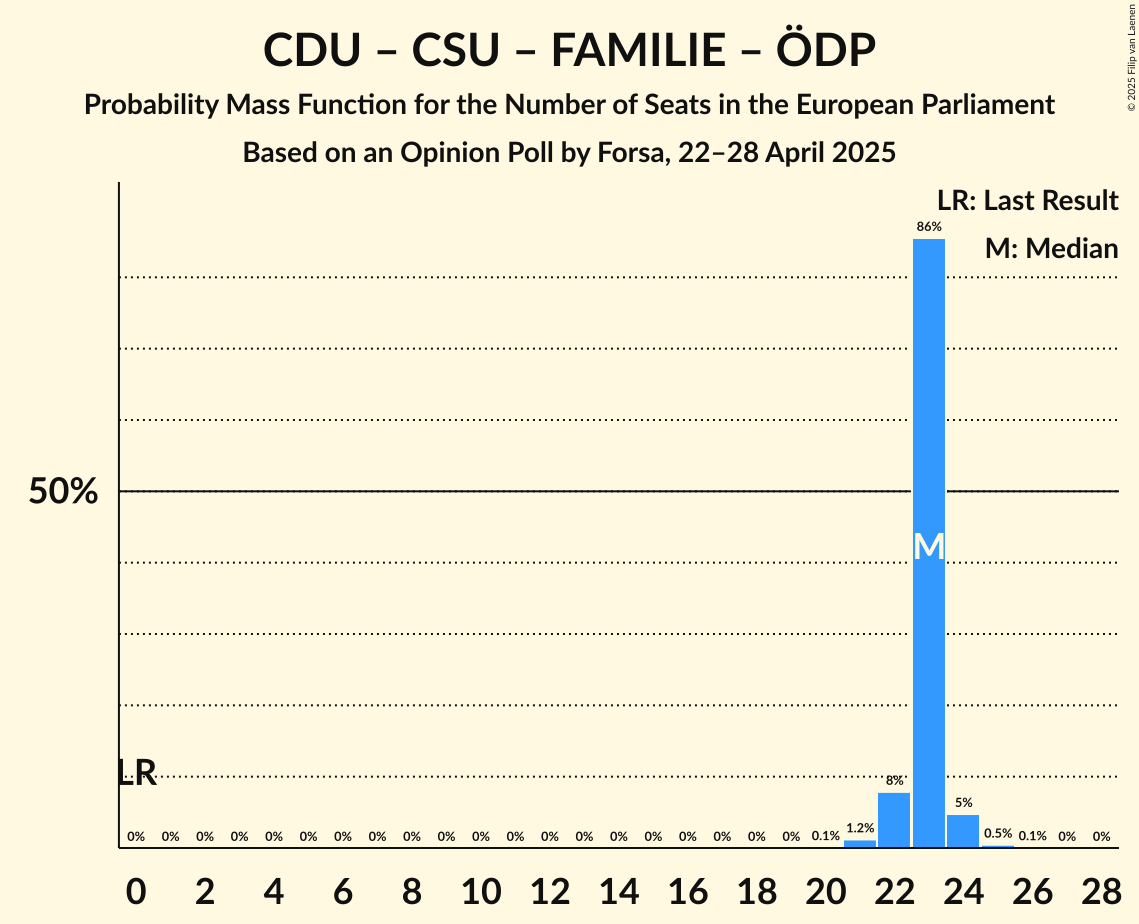 CDU – CSU – FAMILIE – ÖDP
Probability Mass Function for the Number of Seats in the European Parliament
Based on an Opinion Poll by Forsa, 22–28 April 2025
© 2025 Filip van Laenen
LR: Last Result
M: Median
86%
50%
M
LR
0% 0% 0% 0% 0% 0% 0% 0% 0% 0% 0% 0% 0% 0% 0% 0% 0% 0% 0% 0% 0.1% 1.2% 8% 5% 0.5% 0.1% 0% 0%
0 2 4 6 8 10 12 14 16 18 20 22 24 26 28